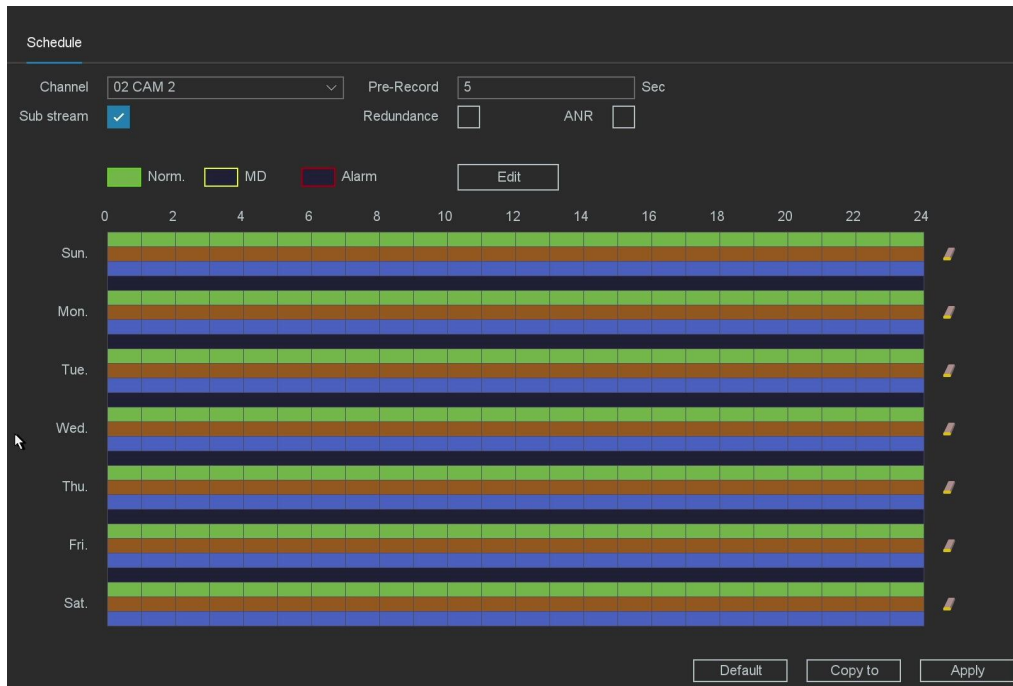 Schedule
Channel 02 CAM 2 Pre-Record 5 Sec
Sub stream Redundance ANR
Norm. MD Alarm Edit
0 2 4 6 8 10 12 14 16 18 20 22 24
Sun.
Mon.
Tue.
Wed.
Thu.
Fri.
Sat.
Default Copy to Apply